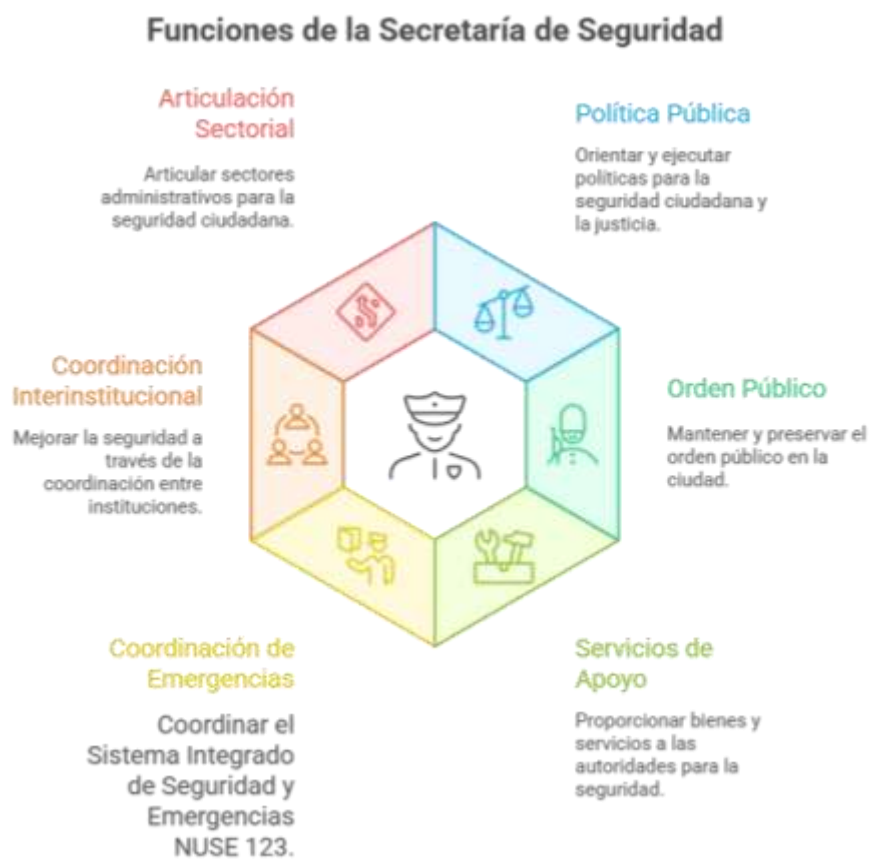 Funciones de la Secretaría de Seguridad
Articulación
Sectorial
Articular sectores
administrativos para la
seguridad ciudadana.
Política Pública
Orientar y ejecutar
políticas para la
seguridad ciudadana y
la justicia.
Coordinación
Interinstitucional
Mejorar la seguridad a
través de la
coordinación entre
instituciones.
Orden Público
Mantener y preservar el
orden público en la
ciudad.
Coordinación de
Emergencias
Coordinar el
Sistema Integrado
de Seguridad y
Emergencias
NUSE 123.
Servicios de
Apoyo
Proporcionar bienes y
servicios a las
autoridades para la
seguridad.